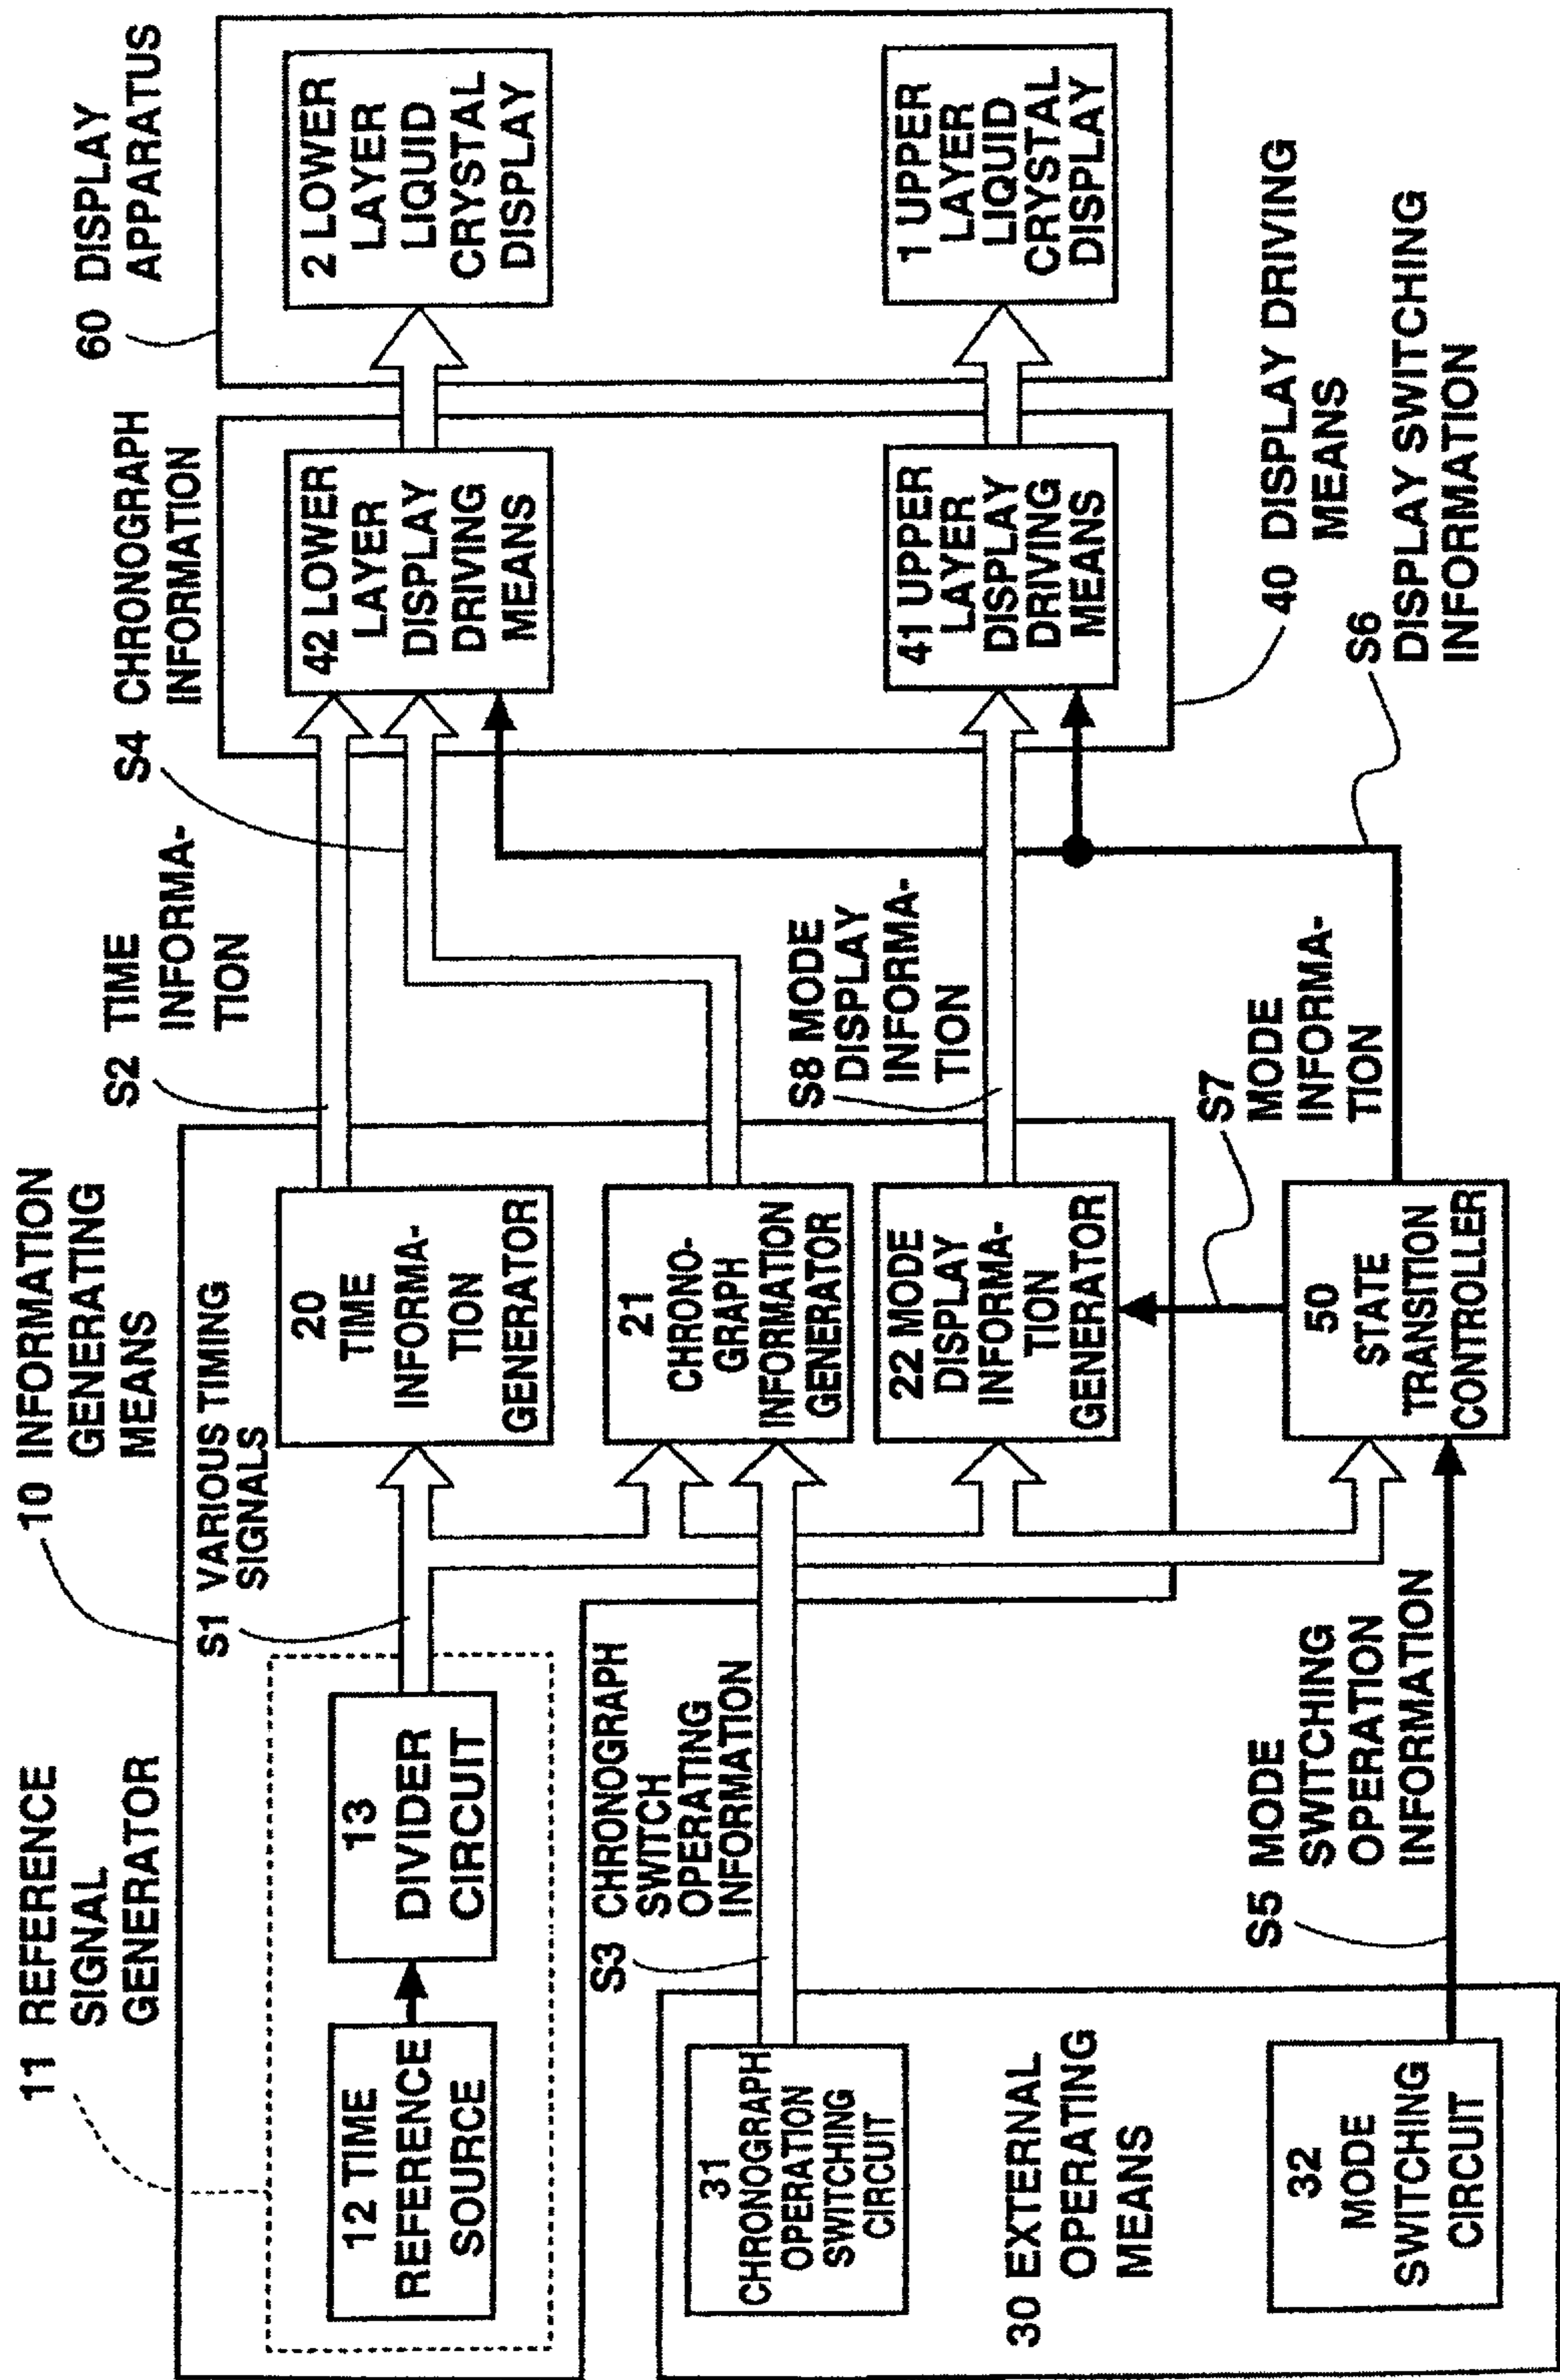 11 REFERENCE
SIGNAL
GENERATOR
10 INFORMATION
GENERATING
MEANS
S1 VARIOUS TIMING
SIGNALS
12 TIME
REFERENCE
SOURCE
13
DIVIDER
CIRCUIT
20
TIME
INFORMA-
TION
GENERATOR
S2 TIME
INFORMA-
TION
S4 CHRONOGRAPH
INFORMATION
60 DISPLAY
APPARATUS
42 LOWER
LAYER
DISPLAY
DRIVING
MEANS
2 LOWER
LAYER
LIQUID
CRYSTAL
DISPLAY
S3 CHRONOGRAPH
SWITCH
OPERATING
INFORMATION
21
CHRONO-
GRAPH
INFORMATION
GENERATOR
31
CHRONOGRAPH
OPERATION
SWITCHING
CIRCUIT
22 MODE
DISPLAY
INFORMA-
TION
GENERATOR
S8 MODE
DISPLAY
INFORMA-
TION
41 UPPER
LAYER
DISPLAY
DRIVING
MEANS
1 UPPER
LAYER
LIQUID
CRYSTAL
DISPLAY
30 EXTERNAL
OPERATING
MEANS
S7
MODE
INFORMA-
TION
40 DISPLAY DRIVING
MEANS
32
MODE
SWITCHING
CIRCUIT
S5 MODE
SWITCHING
OPERATION
INFORMATION
50
STATE
TRANSITION
CONTROLLER
S6
DISPLAY SWITCHING
INFORMATION